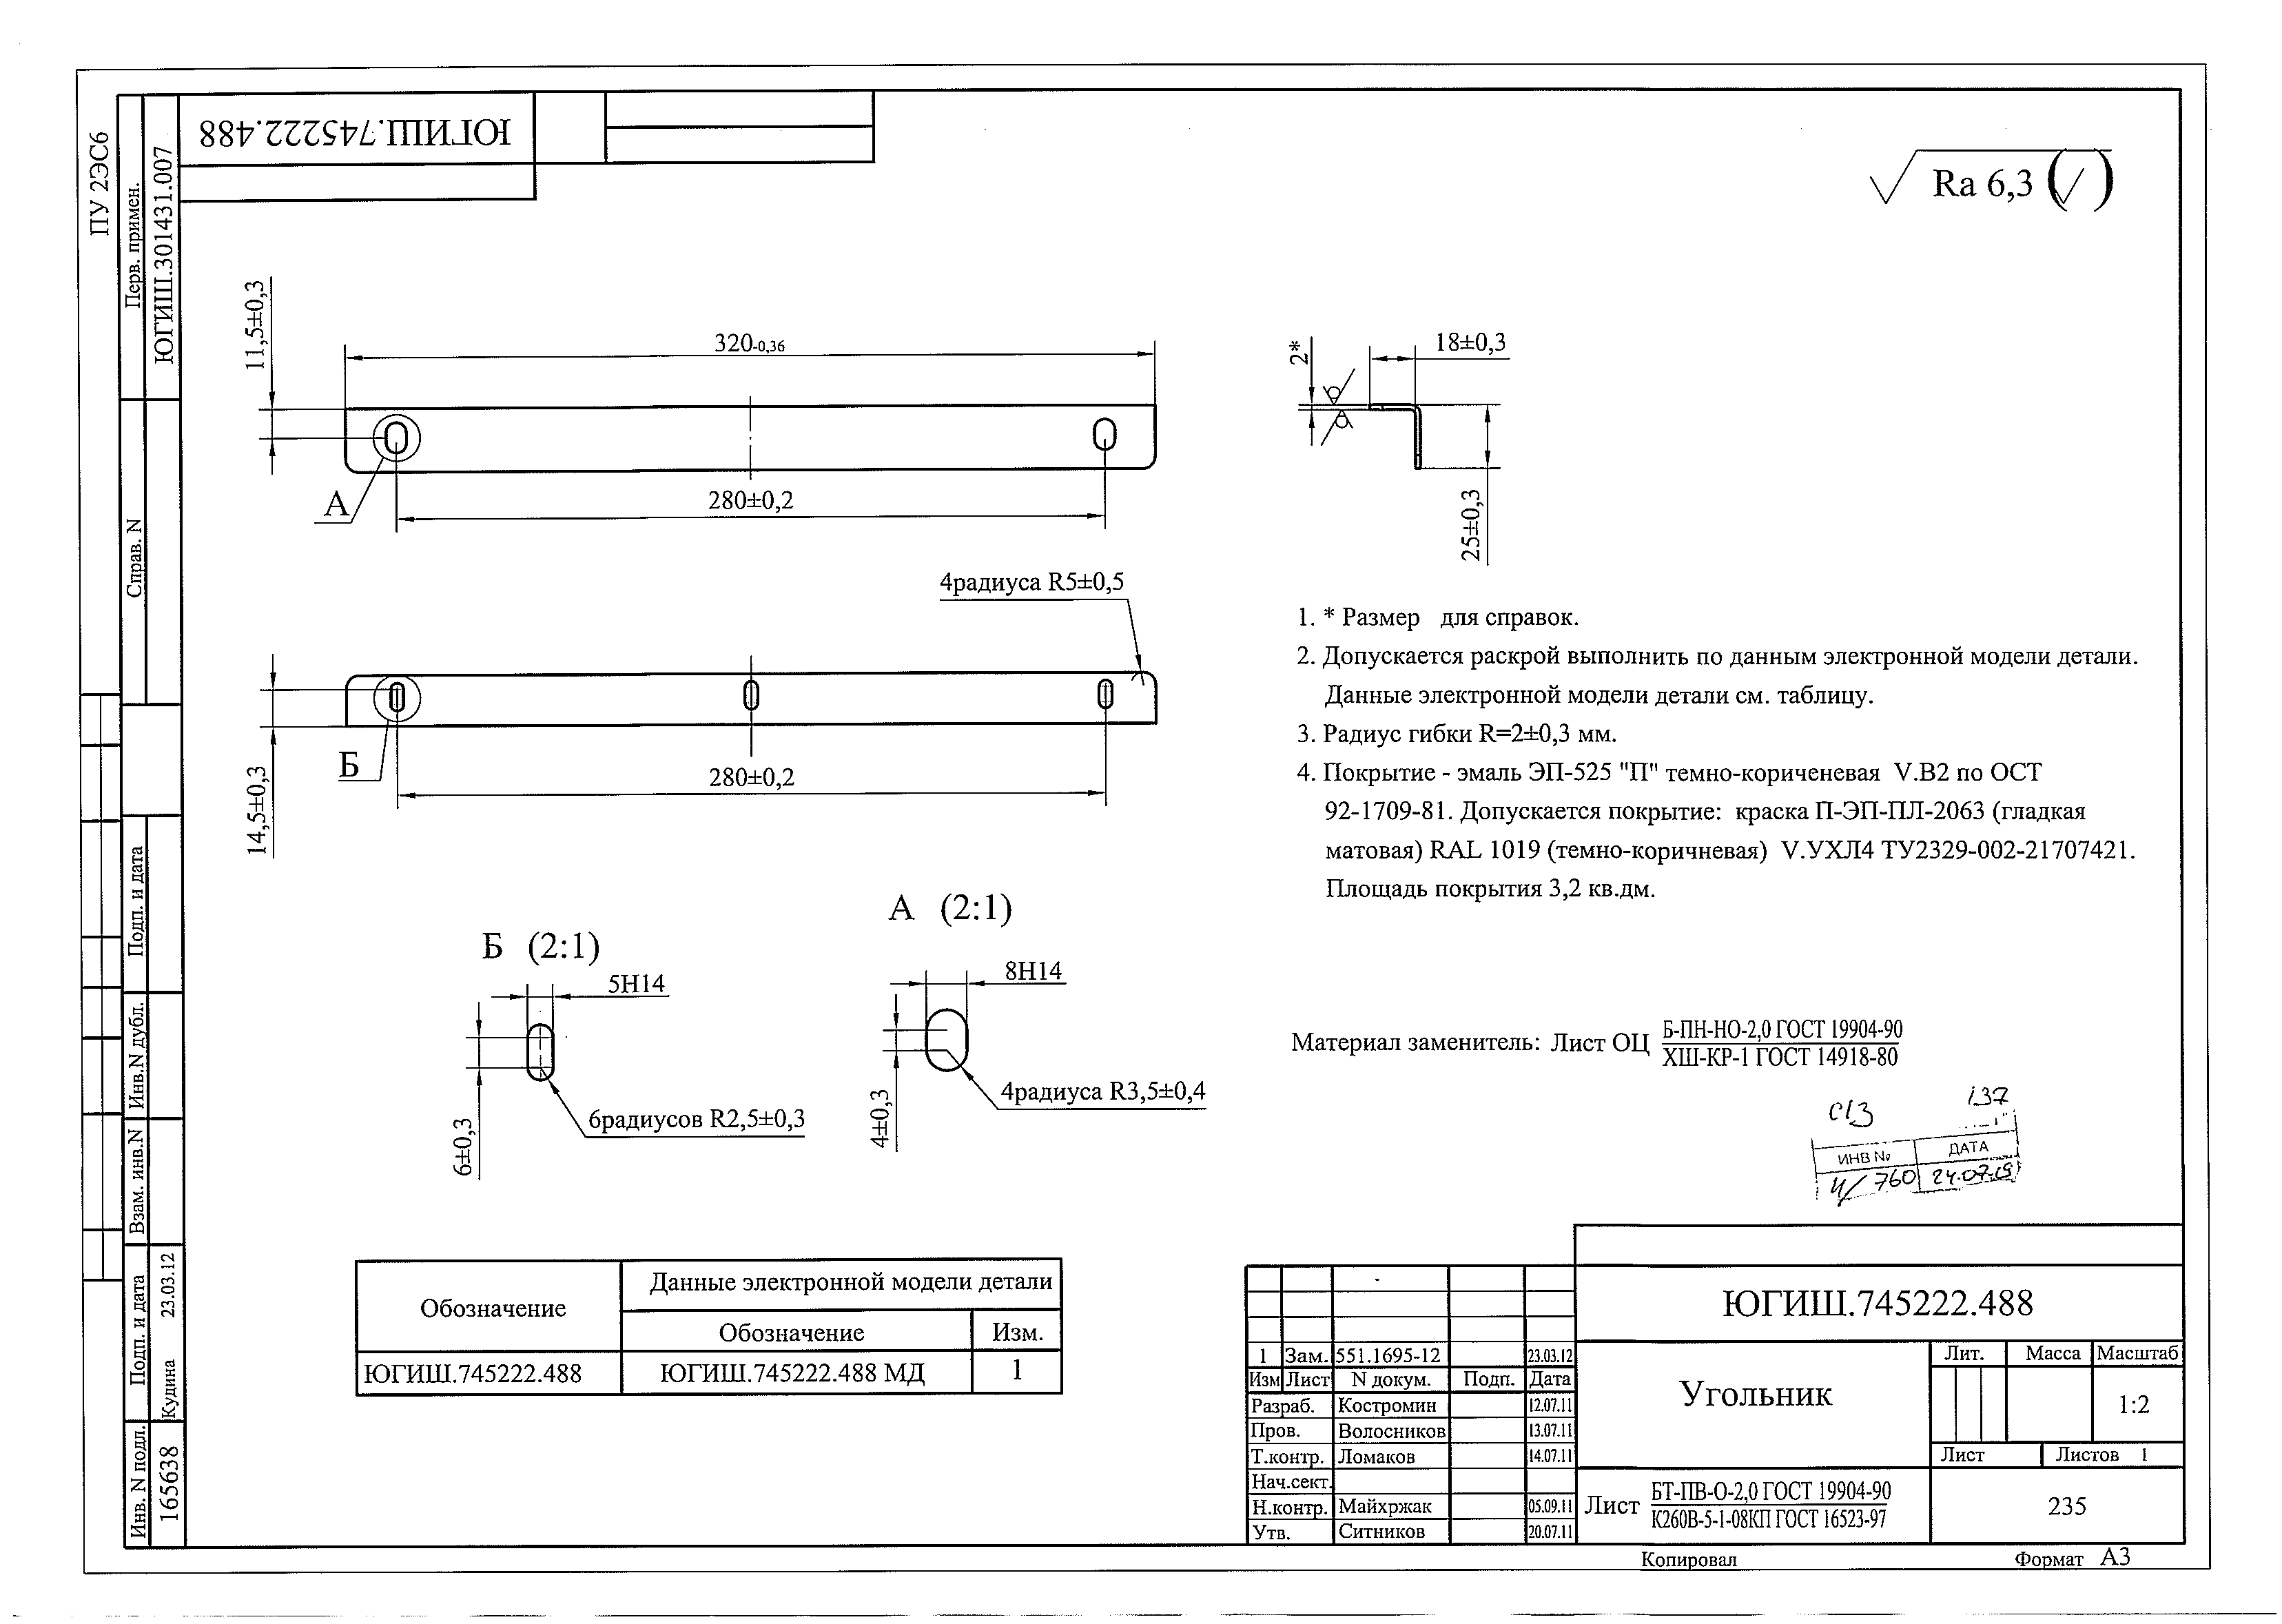 ЮГИШ.745222.488
ПУ 2ЭС6
Перв. примен.
ЮГИШ.301431.007
Справ. N
Подп. и дата
Инв.N дубл.
Взам. инв.N
Подп. и дата
Кудина 23.03.12
Инв. N подл.
165638
√ Ra 6,3 (√)
11,5±0,3
320-0,36
А
280±0,2
2*
18±0,3
25±0,3
4радиуса R5±0,5
Б
280±0,2
14,5±0,3
1. * Размер для справок.
2. Допускается раскрой выполнить по данным электронной модели детали.
Данные электронной модели детали см. таблицу.
3. Радиус гибки R=2±0,3 мм.
4. Покрытие - эмаль ЭП-525 "П" темно-кориченевая V.В2 по ОСТ
92-1709-81. Допускается покрытие: краска П-ЭП-ПЛ-2063 (гладкая
матовая) RAL 1019 (темно-коричневая) V.УХЛ4 ТУ2329-002-21707421.
Площадь покрытия 3,2 кв.дм.
Б (2:1)
5Н14
6±0,3
6радиусов R2,5±0,3
А (2:1)
8Н14
4±0,3
4радиуса R3,5±0,4
Материал заменитель: Лист ОЦ Б-ПН-НО-2,0 ГОСТ 19904-90
ХШ-КР-1 ГОСТ 14918-80
137
ИНВ № ДАТА
760 24.07.
Обозначение
Данные электронной модели детали
Обозначение Изм.
ЮГИШ.745222.488 ЮГИШ.745222.488 МД 1
ЮГИШ.745222.488
1 Зам. 551.1695-12 23.03.12
Изм Лист N докум. Подп. Дата
Разраб. Костромин 12.07.11
Пров. Волосников 13.07.11
Т.контр. Ломаков 14.07.11
Нач.сект.
Н.контр. Майхржак 05.09.11
Утв. Ситников 20.07.11
Угольник
Лит. Масса Масштаб
1:2
Лист Листов 1
Лист БТ-ПВ-О-2,0 ГОСТ 19904-90
К260В-5-1-08КП ГОСТ 16523-97
235
Копировал Формат А3